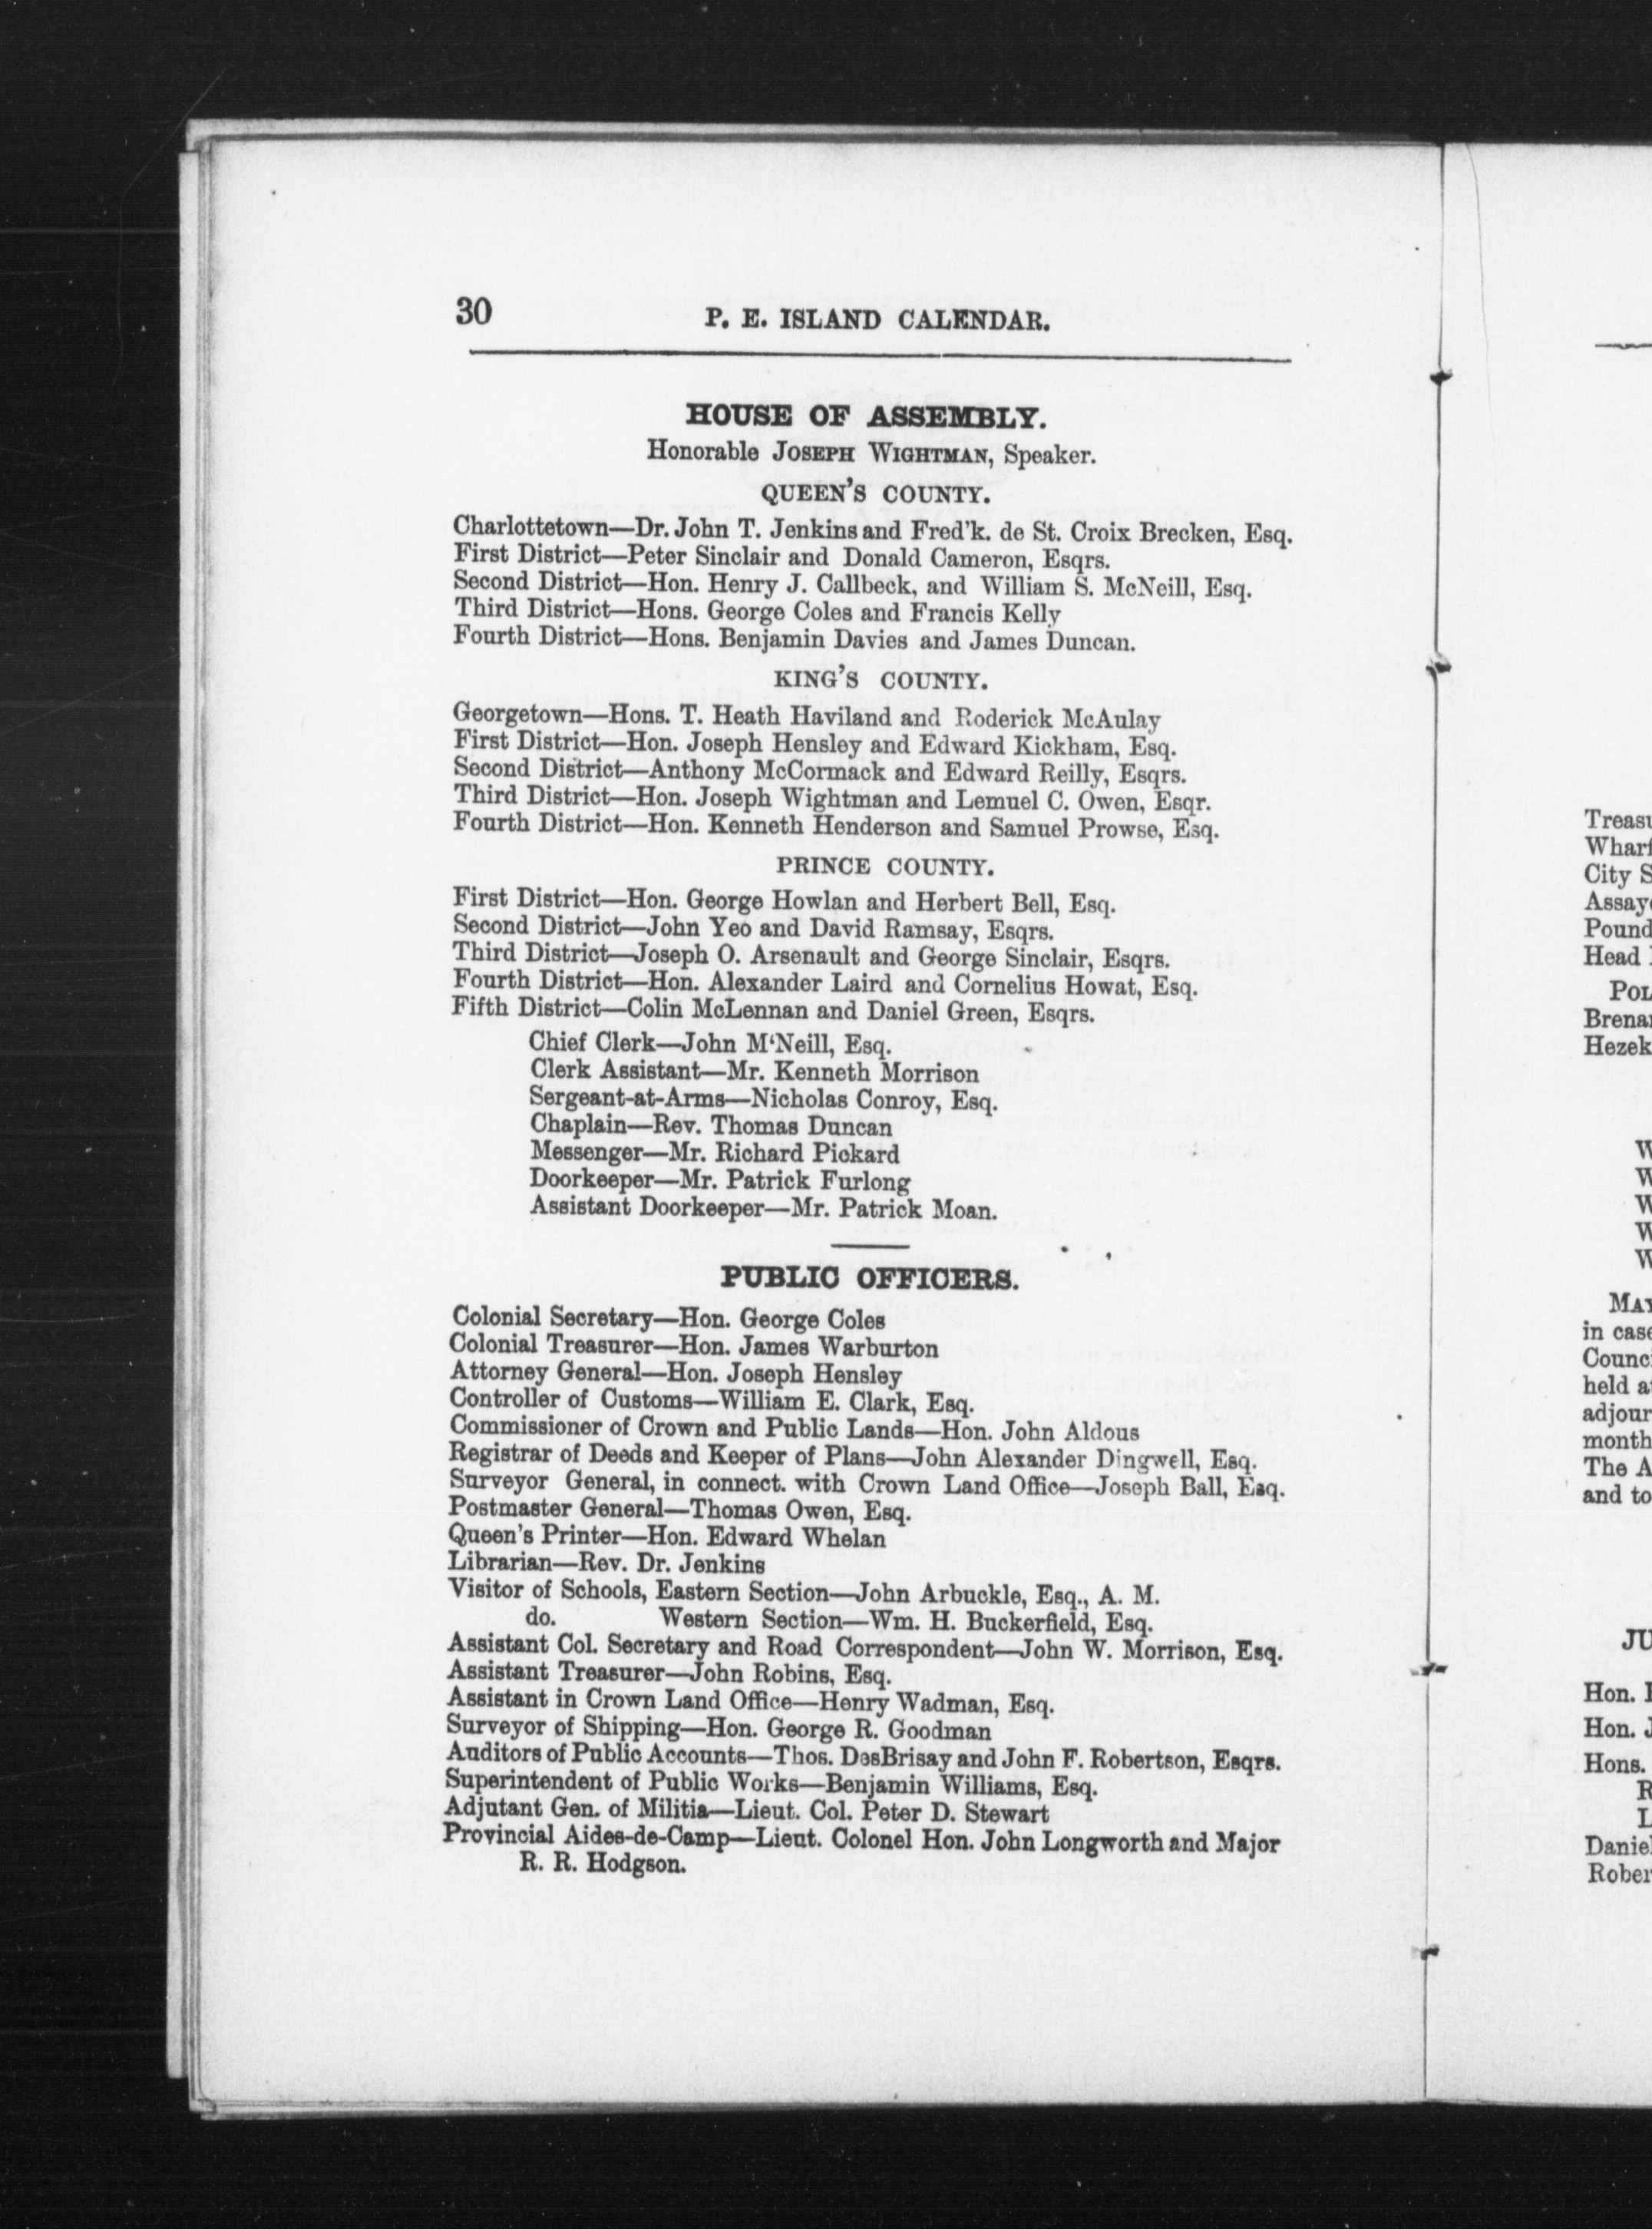 30
P. E. ISLAND CALENDAR.
HOUSE OF ASSEMBLY.
Honorable JOSEPH WIGHTMAN, Speaker.
QUEEN'S COUNTY.
Charlottetown—Dr. John T. Jenkins and Fred'k. de St. Croix Brecken, Esq.
First District—Peter Sinclair and Donald Cameron, Esqrs.
Second District—Hon. Henry J. Callbeck, and William S. McNeill, Esq.
Third District—Hons. George Coles and Francis Kelly
Fourth District—Hons. Benjamin Davies and James Duncan.
KING'S COUNTY.
Georgetown—Hons. T. Heath Haviland and Roderick McAulay
First District—Hon. Joseph Hensley and Edward Kickham, Esq.
Second District—Anthony McCormack and Edward Reilly, Esqrs.
Third District—Hon. Joseph Wightman and Lemuel C. Owen, Esqr.
Fourth District—Hon. Kenneth Henderson and Samuel Prowse, Esq.
PRINCE COUNTY.
First District—Hon. George Howlan and Herbert Bell, Esq.
Second District—John Yeo and David Ramsay, Esqrs.
Third District—Joseph O. Arsenault and George Sinclair, Esqrs.
Fourth District—Hon. Alexander Laird and Cornelius Howat, Esq.
Fifth District—Colin McLennan and Daniel Green, Esqrs.
Chief Clerk—John M'Neill, Esq.
Clerk Assistant—Mr. Kenneth Morrison
Sergeant-at-Arms—Nicholas Conroy, Esq.
Chaplain—Rev. Thomas Duncan
Messenger—Mr. Richard Pickard
Doorkeeper—Mr. Patrick Furlong
Assistant Doorkeeper—Mr. Patrick Moan.
PUBLIC OFFICERS.
Colonial Secretary—Hon. George Coles
Colonial Treasurer—Hon. James Warburton
Attorney General—Hon. Joseph Hensley
Controller of Customs—William E. Clark, Esq.
Commissioner of Crown and Public Lands—Hon. John Aldous
Registrar of Deeds and Keeper of Plans—John Alexander Dingwell, Esq.
Surveyor General, in connect. with Crown Land Office—Joseph Ball, Esq.
Postmaster General—Thomas Owen, Esq.
Queen's Printer—Hon. Edward Whelan
Librarian—Rev. Dr. Jenkins
Visitor of Schools, Eastern Section—John Arbuckle, Esq., A. M.
do. Western Section—Wm. H. Buckerfield, Esq.
Assistant Col. Secretary and Road Correspondent—John W. Morrison, Esq.
Assistant Treasurer—John Robins, Esq.
Assistant in Crown Land Office—Henry Wadman, Esq.
Surveyor of Shipping—Hon. George R. Goodman
Auditors of Public Accounts—Thos. DesBrisay and John F. Robertson, Esqrs.
Superintendent of Public Works—Benjamin Williams, Esq.
Adjutant Gen. of Militia—Lieut. Col. Peter D. Stewart
Provincial Aides-de-Camp—Lieut. Colonel Hon. John Longworth and Major
R. R. Hodgson.
City
Head
in
held
The A
and to
Hon.
Hon. J
Hons.